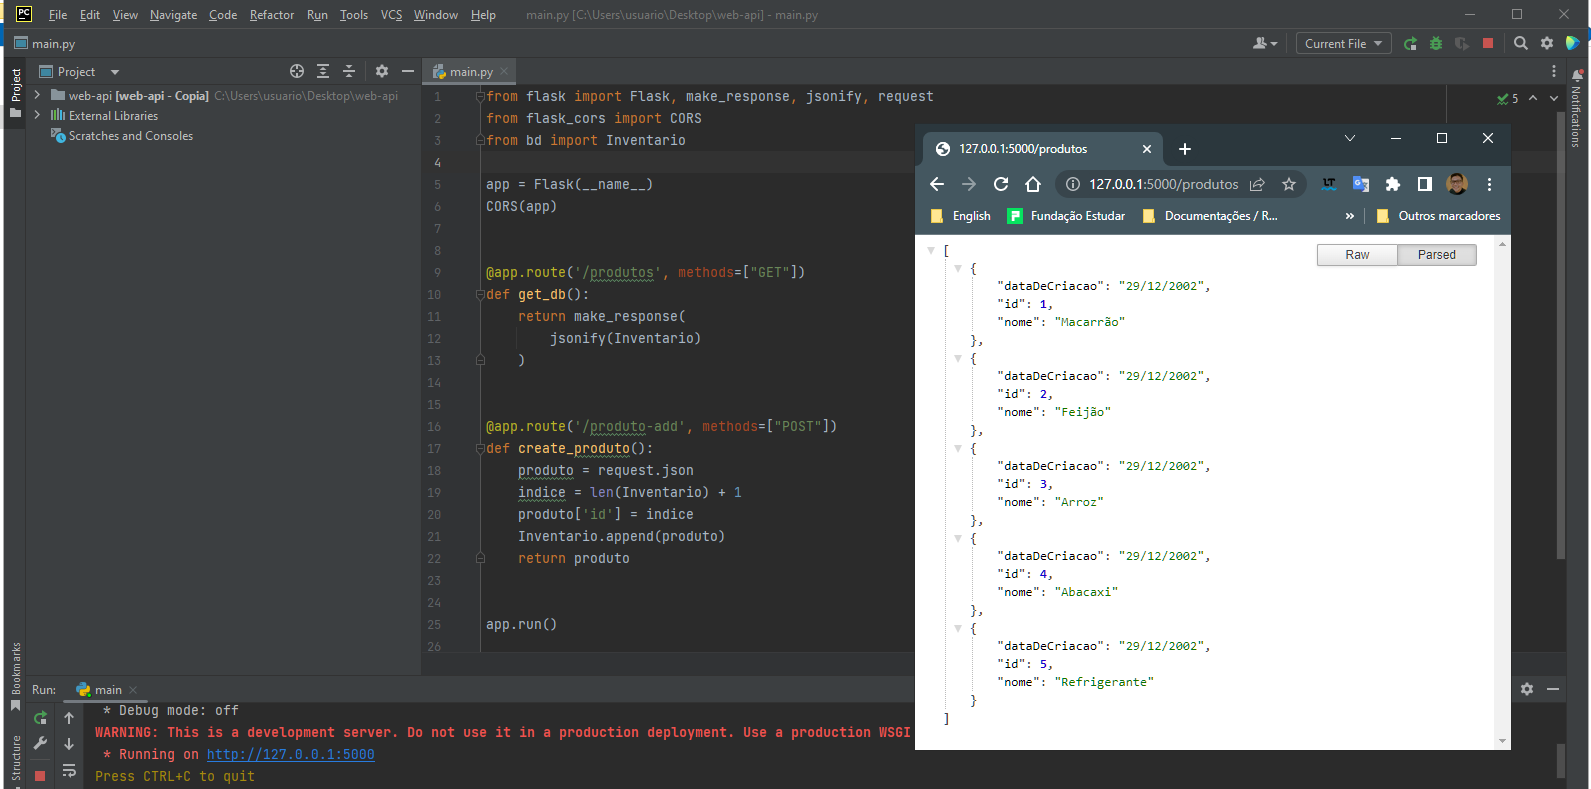 PC File Edit View Navigate Code Refactor Run Tools VCS Window Help main.py [C:\Users\usuario\Desktop\web-api] - main.py
main.py
Current File
Project
Project
web-api [web-api - Copia] C:\Users\usuario\Desktop\web-api
External Libraries
Scratches and Consoles
Bookmarks
Structure
main.py
1 from flask import Flask, make_response, jsonify, request
2 from flask_cors import CORS
3 from bd import Inventario
4
5 app = Flask(__name__)
6 CORS(app)
7
8
9 @app.route('/produtos', methods=["GET"])
10 def get_db():
11 return make_response(
12 jsonify(Inventario)
13 )
14
15
16 @app.route('/produto-add', methods=["POST"])
17 def create_produto():
18 produto = request.json
19 indice = len(Inventario) + 1
20 produto['id'] = indice
21 Inventario.append(produto)
22 return produto
23
24
25 app.run()
26
5
Notifications
127.0.0.1:5000/produtos
127.0.0.1:5000/produtos
LT
English Fundação Estudar Documentações / R... » Outros marcadores
Raw Parsed
[
{
"dataDeCriacao": "29/12/2002",
"id": 1,
"nome": "Macarrão"
},
{
"dataDeCriacao": "29/12/2002",
"id": 2,
"nome": "Feijão"
},
{
"dataDeCriacao": "29/12/2002",
"id": 3,
"nome": "Arroz"
},
{
"dataDeCriacao": "29/12/2002",
"id": 4,
"nome": "Abacaxi"
},
{
"dataDeCriacao": "29/12/2002",
"id": 5,
"nome": "Refrigerante"
}
]
Run: main
* Debug mode: off
WARNING: This is a development server. Do not use it in a production deployment. Use a production WSGI
* Running on http://127.0.0.1:5000
Press CTRL+C to quit